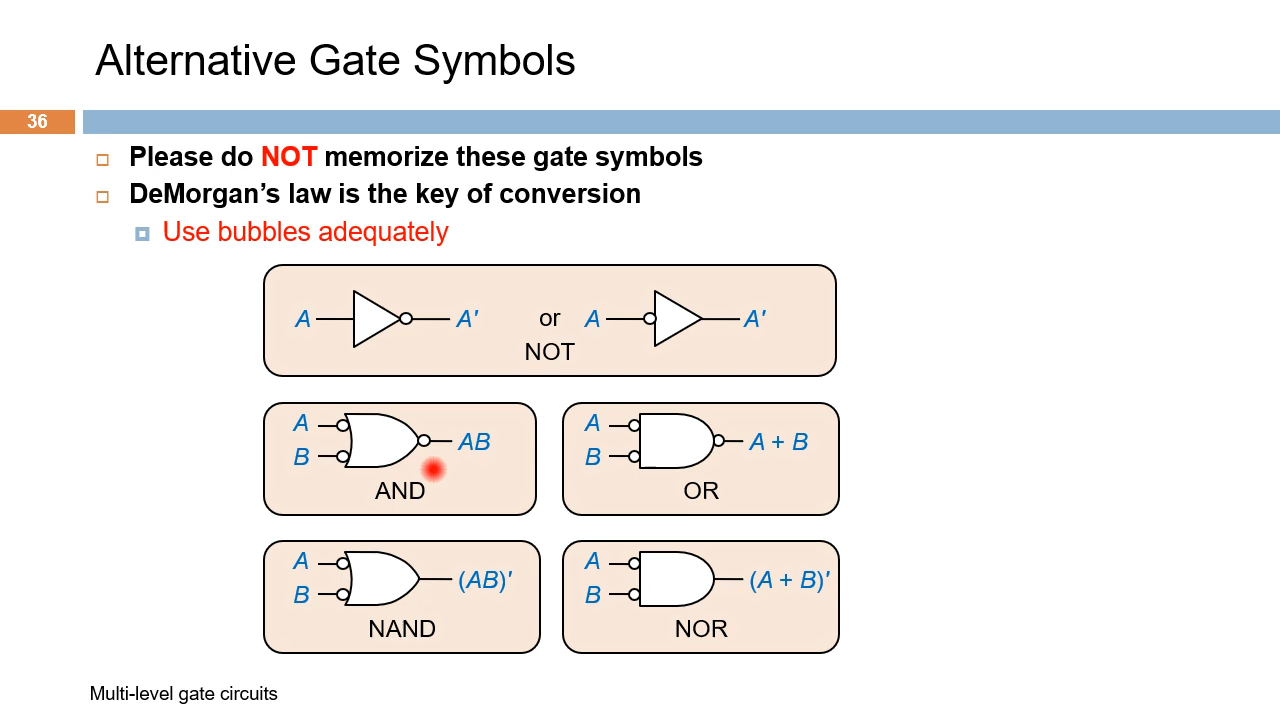 Alternative Gate Symbols
36
Please do NOT memorize these gate symbols
DeMorgan's law is the key of conversion
Use bubbles adequately
A A' or A A'
NOT
A
B
AB
AND
A
B
A + B
OR
A
B
(AB)'
NAND
A
B
(A + B)'
NOR
Multi-level gate circuits